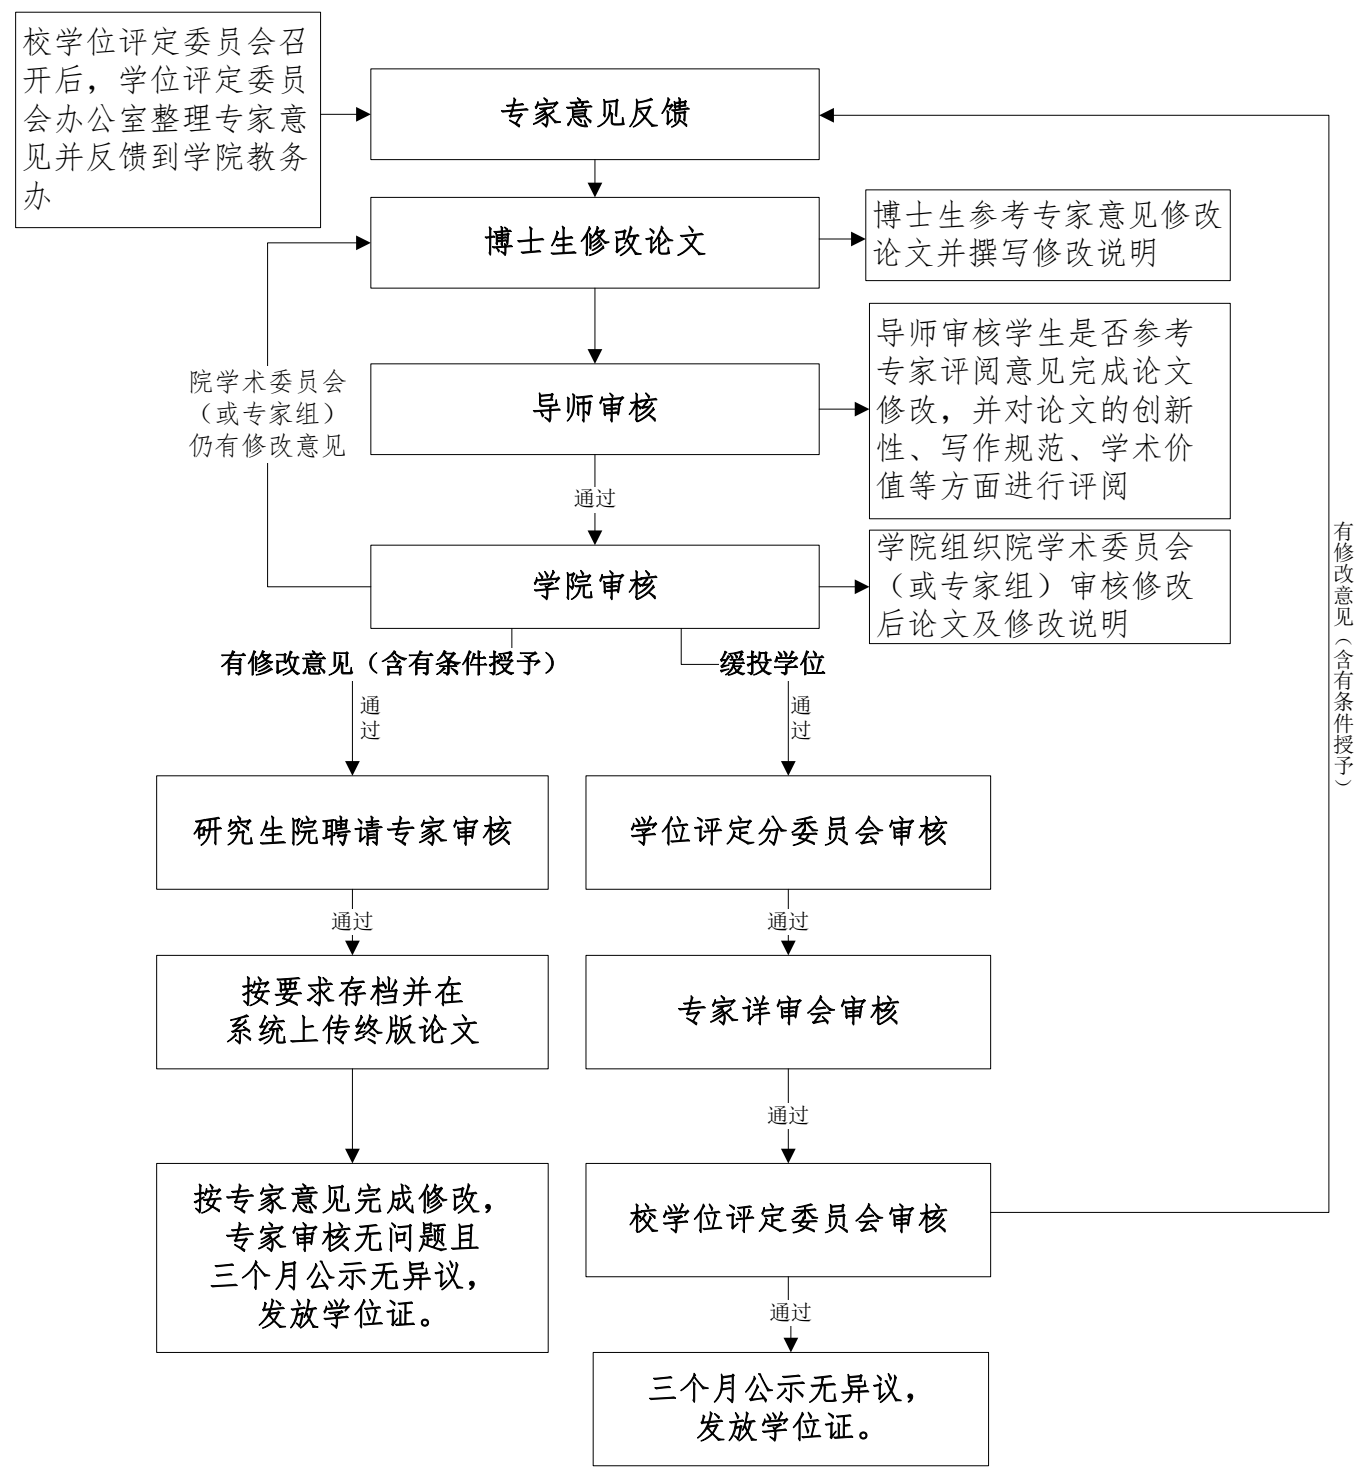 校学位评定委员会召
开后，学位评定委员
会办公室整理专家意
见并反馈到学院教务
办
专家意见反馈
博士生修改论文
博士生参考专家意见修改
论文并撰写修改说明
导师审核
导师审核学生是否参考
专家评阅意见完成论文
修改，并对论文的创新
性、写作规范、学术价
值等方面进行评阅
院学术委员会
（或专家组）
仍有修改意见
通过
学院审核
学院组织院学术委员会
（或专家组）审核修改
后论文及修改说明
有修改意见（含有条件授予）
有修改意见（含有条件授予）
缓投学位
通过
通过
研究生院聘请专家审核
学位评定分委员会审核
通过
通过
按要求存档并在
系统上传终版论文
专家详审会审核
通过
按专家意见完成修改，
专家审核无问题且
三个月公示无异议，
发放学位证。
校学位评定委员会审核
通过
三个月公示无异议，
发放学位证。